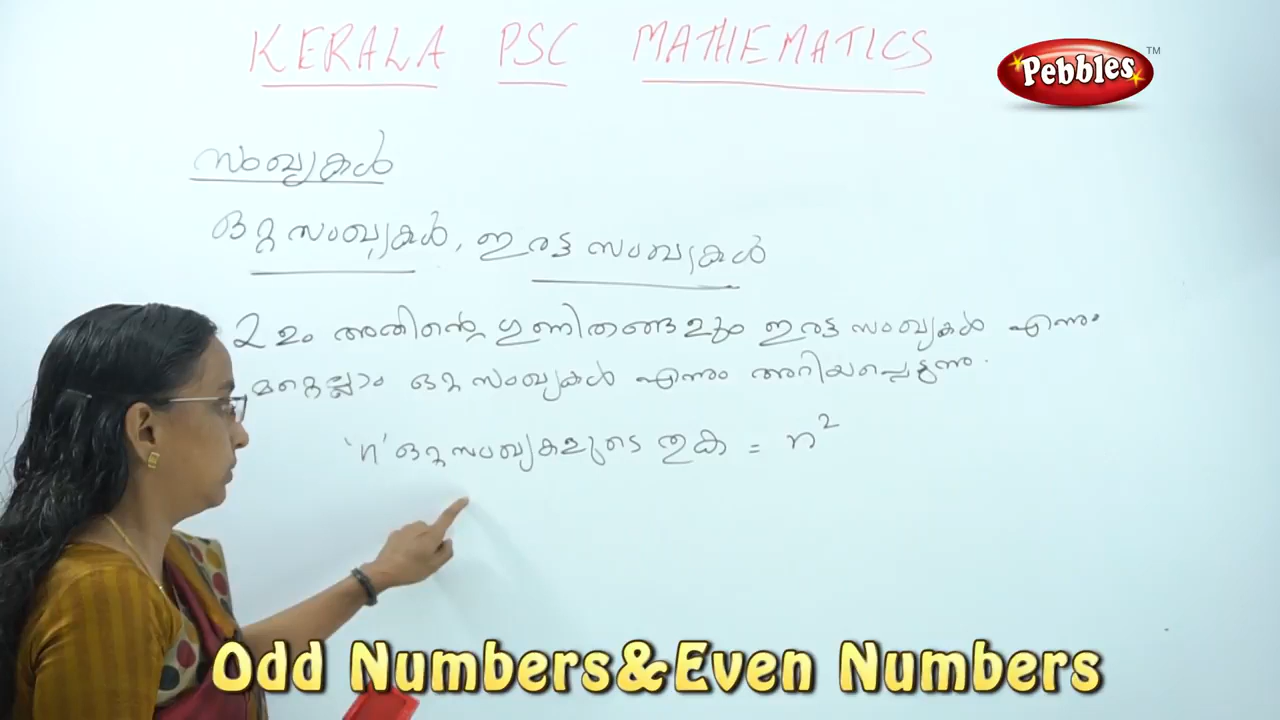 KERALA PSC MATHEMATICS
Pebbles TM
സംഖ്യകൾ
ഒറ്റ സംഖ്യകൾ, ഇരട്ട സംഖ്യകൾ
2 ഉം അതിന്റെ ഗുണിതങ്ങളും ഇരട്ട സംഖ്യകൾ എന്നും
മറ്റെല്ലാം ഒറ്റ സംഖ്യകൾ എന്നും അറിയപ്പെടുന്നു.
'n' ഒറ്റ സംഖ്യകളുടെ തുക = n²
Odd Numbers&Even Numbers